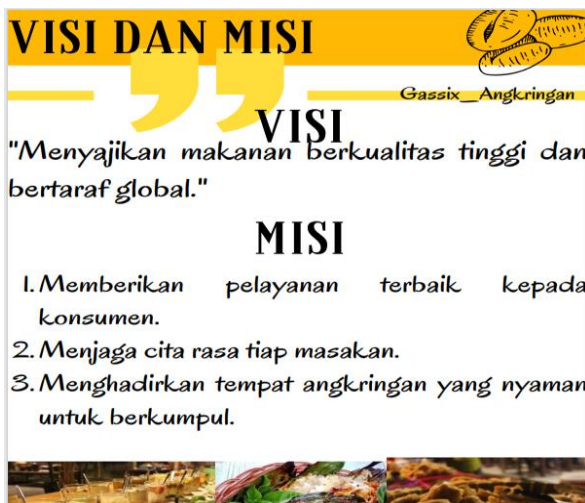 VISI DAN MISI
Gassix_Angkringan
VISI
"Menyajikan makanan berkualitas tinggi dan
bertaraf global."
MISI
1. Memberikan pelayanan terbaik kepada
konsumen.
2. Menjaga cita rasa tiap masakan.
3. Menghadirkan tempat angkringan yang nyaman
untuk berkumpul.